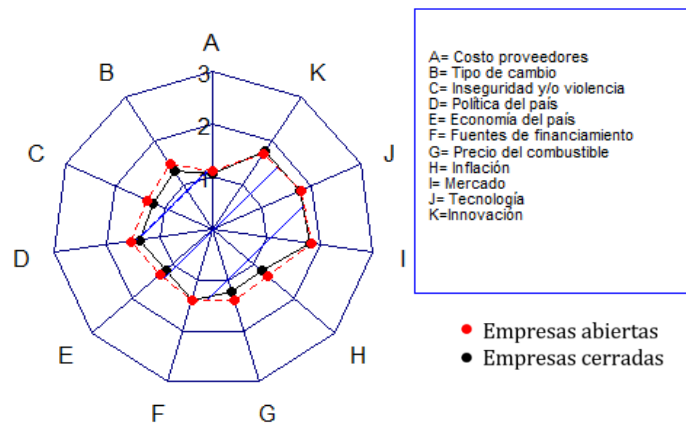 A
B
K
3
2
1
C
J
D
I
E
H
F
G
A= Costo proveedores
B= Tipo de cambio
C= Inseguridad y/o violencia
D= Política del país
E= Economía del país
F= Fuentes de financiamiento
G= Precio del combustible
H= Inflación
I= Mercado
J= Tecnología
K=Innovación
Empresas abiertas
Empresas cerradas